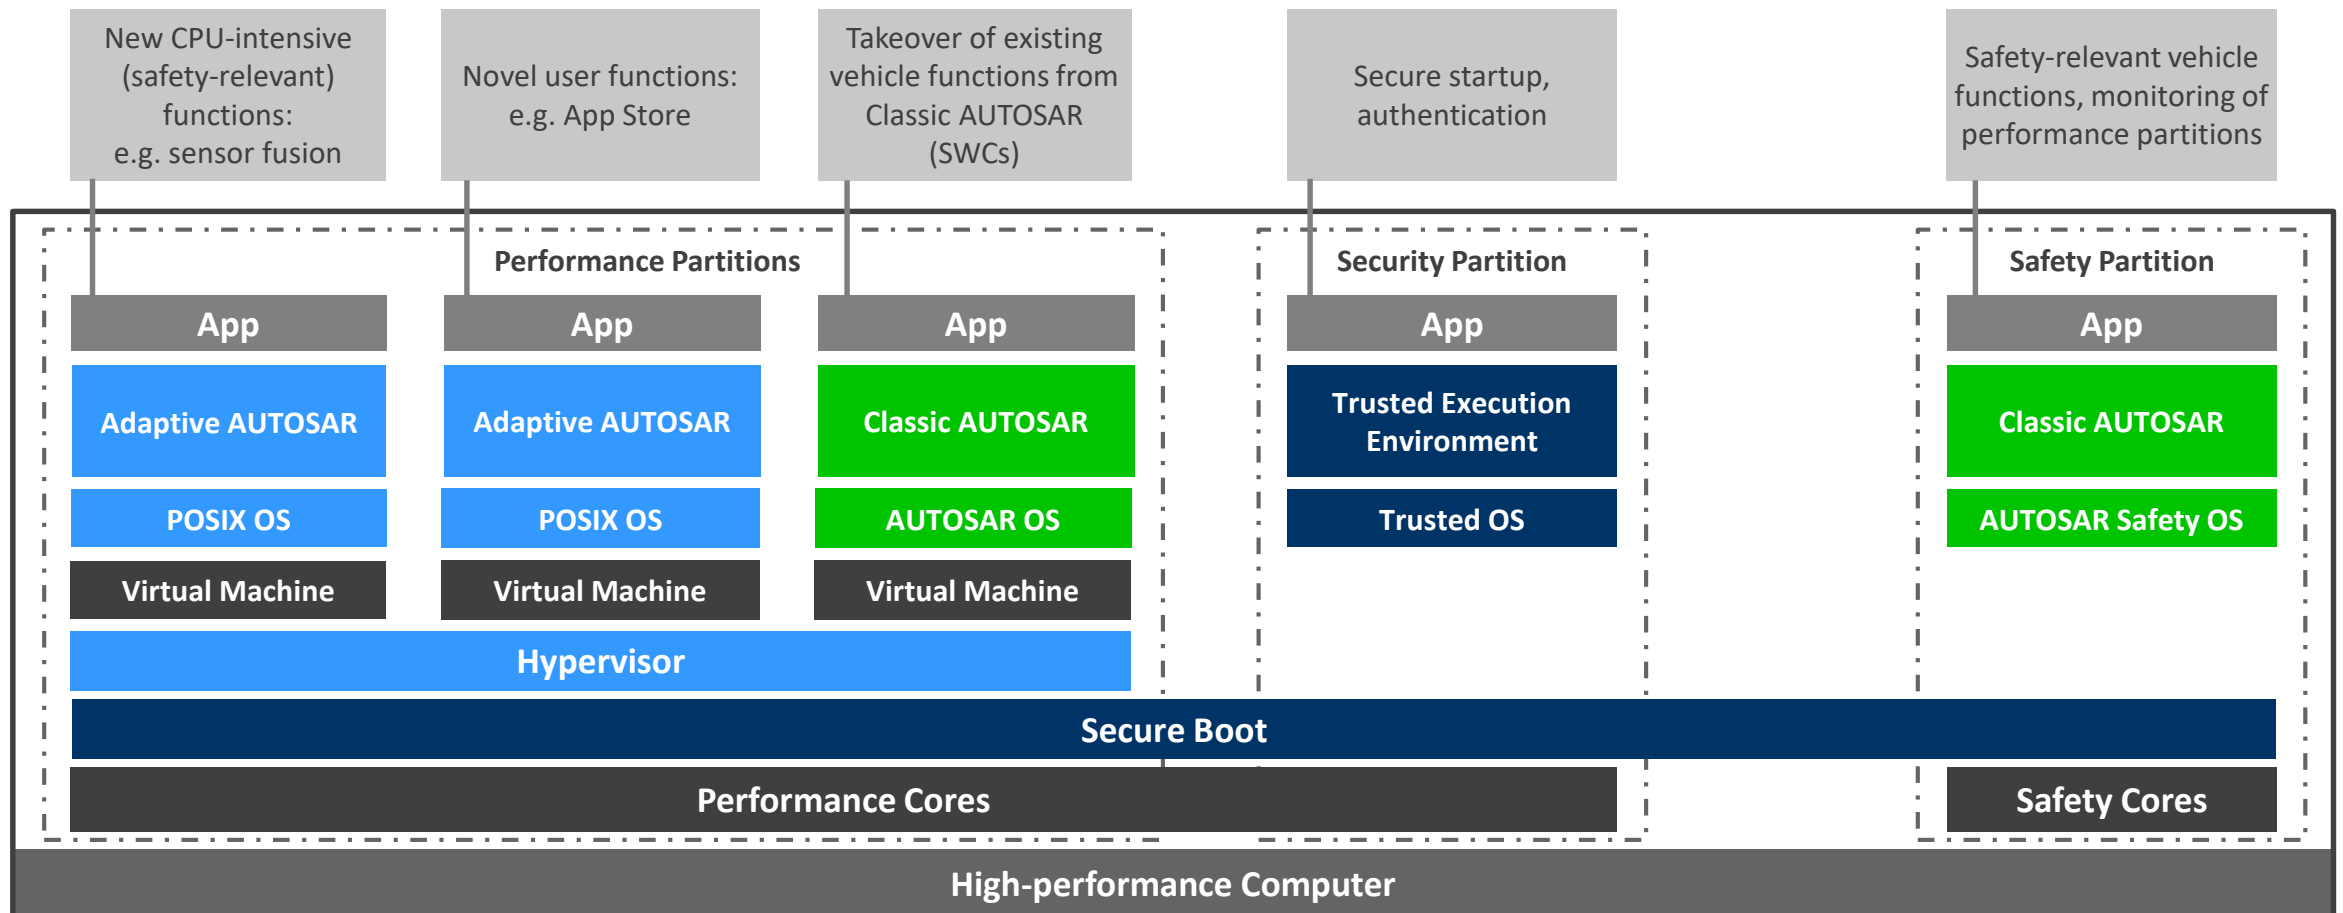 New CPU-intensive
(safety-relevant)
functions:
e.g. sensor fusion
Novel user functions:
e.g. App Store
Takeover of existing
vehicle functions from
Classic AUTOSAR
(SWCs)
Secure startup,
authentication
Safety-relevant vehicle
functions, monitoring of
performance partitions
Performance Partitions
Security Partition
Safety Partition
App
App
App
App
App
Adaptive AUTOSAR
Adaptive AUTOSAR
Classic AUTOSAR
Trusted Execution
Environment
Classic AUTOSAR
POSIX OS
POSIX OS
AUTOSAR OS
Trusted OS
AUTOSAR Safety OS
Virtual Machine
Virtual Machine
Virtual Machine
Hypervisor
Secure Boot
Performance Cores
Safety Cores
High-performance Computer